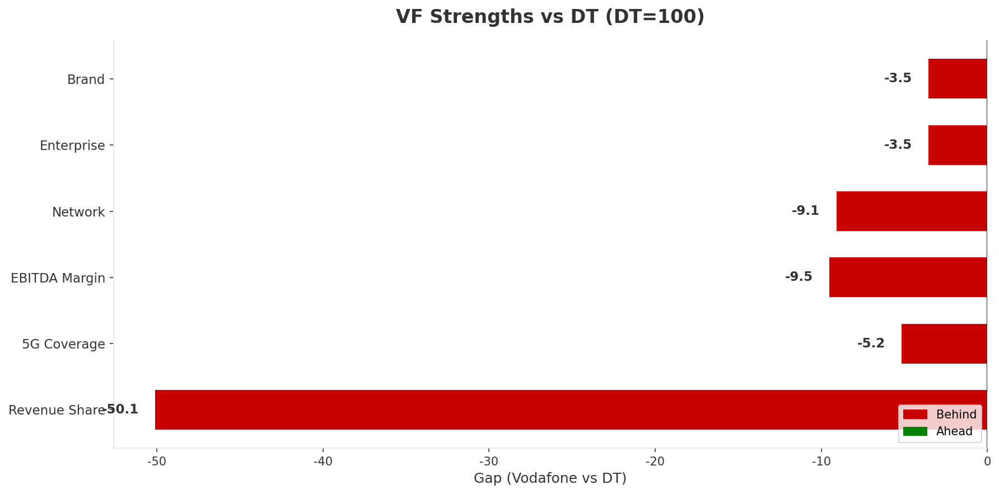 VF Strengths vs DT (DT=100)
Brand
-3.5
Enterprise
-3.5
Network
-9.1
EBITDA Margin
-9.5
5G Coverage
-5.2
Revenue Share
-50.1
Behind
Ahead
-50
-40
-30
-20
-10
0
Gap (Vodafone vs DT)